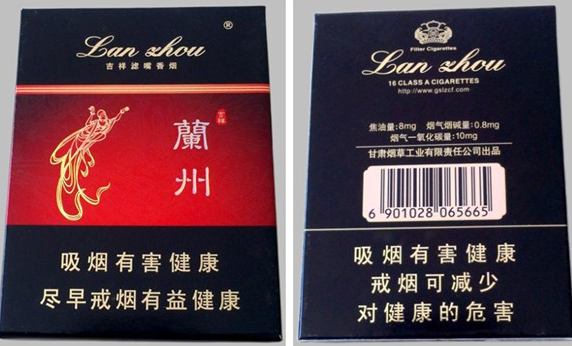 Lan zhou
®
吉祥滤嘴香烟
吉祥
蘭
州
吸烟有害健康
尽早戒烟有益健康
Filter Cigarettes
Lan zhou
16 CLASS A CIGARETTES
http://www.gslzcf.com
焦油量:8mg 烟气烟碱量:0.8mg
烟气一氧化碳量:10mg
甘肃烟草工业有限责任公司出品
6 901028 065665
吸烟有害健康
戒烟可减少
对健康的危害